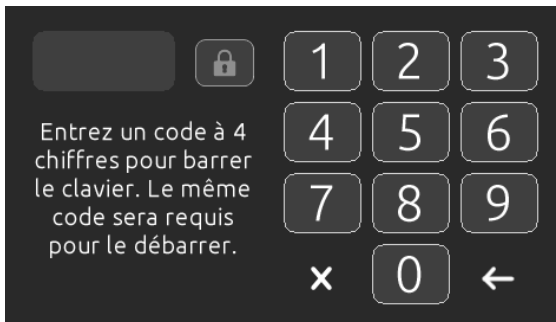 1 2 3
Entrez un code à 4
chiffres pour barrer
le clavier. Le même
code sera requis
pour le débarrer.
4 5 6
7 8 9
0